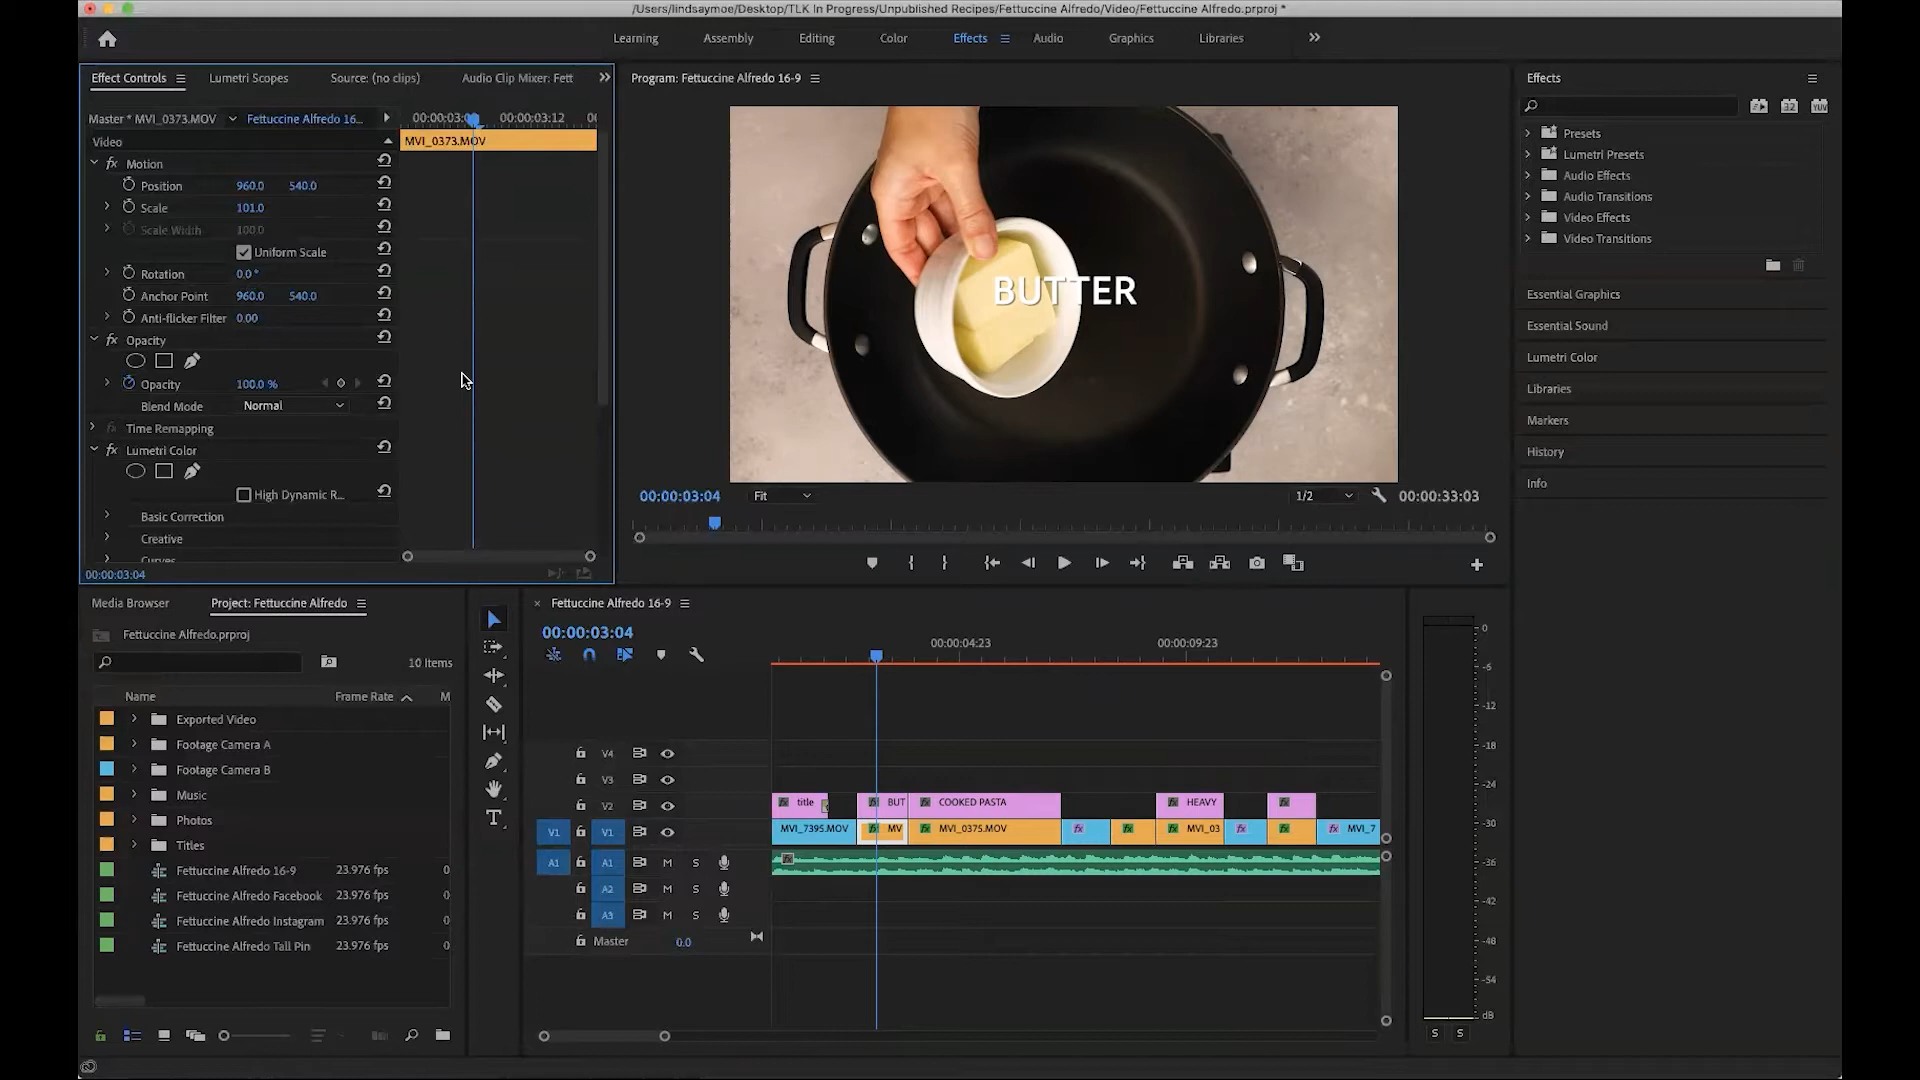 /Users/lindsaymoe/Desktop/TLK In Progress/Unpublished Recipes/Fettuccine Alfredo/Video/Fettuccine Alfredo.prproj *
Learning Assembly Editing Color Effects Audio Graphics Libraries
Effect Controls Lumetri Scopes Source: (no clips) Audio Clip Mixer: Fett
Master * MVI_0373.MOV Fettuccine Alfredo 16...
00:00:03:12
Video
MVI_0373.MOV
Motion
Position 960.0 540.0
Scale 101.0
Scale Width 100.0
Uniform Scale
Rotation 0.0 °
Anchor Point 960.0 540.0
Anti-flicker Filter 0.00
Opacity
Opacity 100.0 %
Blend Mode Normal
Time Remapping
Lumetri Color
High Dynamic R...
Basic Correction
Creative
Curves
00:00:03:04
Program: Fettuccine Alfredo 16-9
BUTTER
00:00:03:04 Fit 1/2 00:00:33:03
Effects
Presets
Lumetri Presets
Audio Effects
Audio Transitions
Video Effects
Video Transitions
Essential Graphics
Essential Sound
Lumetri Color
Libraries
Markers
History
Info
Media Browser Project: Fettuccine Alfredo
Fettuccine Alfredo.prproj
10 Items
Name Frame Rate M
Exported Video
Footage Camera A
Footage Camera B
Music
Photos
Titles
Fettuccine Alfredo 16-9 23.976 fps 0
Fettuccine Alfredo Facebook 23.976 fps 0
Fettuccine Alfredo Instagram 23.976 fps 0
Fettuccine Alfredo Tall Pin 23.976 fps 0
Fettuccine Alfredo 16-9
00:00:03:04
00:00:04:23 00:00:09:23
V4
V3
V2 title BUT COOKED PASTA HEAVY
V1 V1 MVI_7395.MOV MV MVI_0375.MOV MVI_03 MVI_7
A1 A1 M S
A2 M S
A3 M S
Master 0.0
0
-6
-12
-18
-24
-30
-36
-42
-48
-54
dB
S S